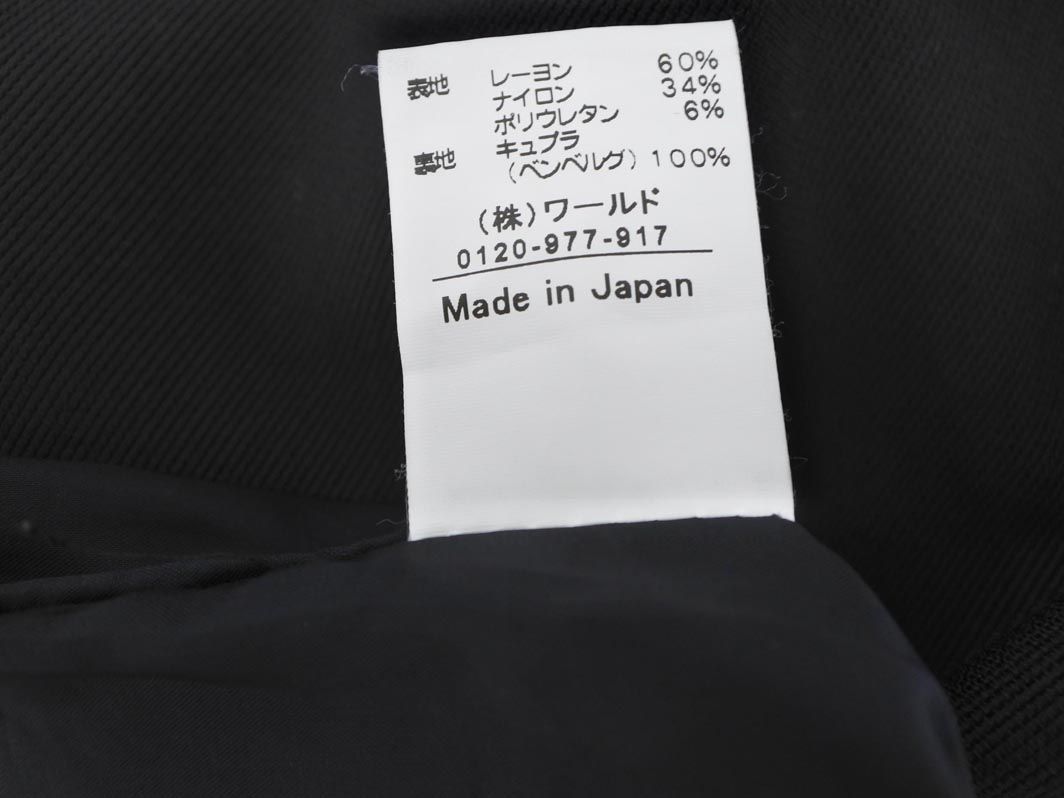 表地 レーヨン 60%
ナイロン 34%
ポリウレタン 6%
裏地 キュプラ
(ベンベルグ) 100%
(株)ワールド
0120-977-917
Made in Japan